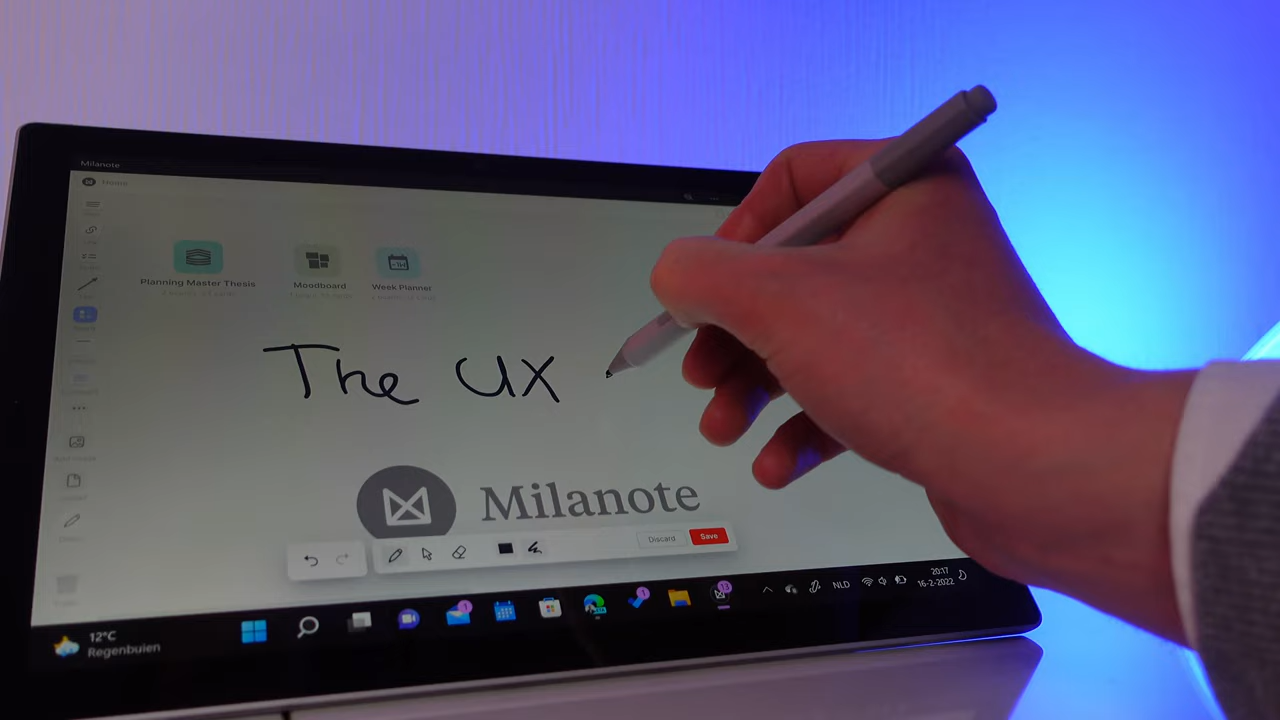 Milanote
Home
Planning Master Thesis
Moodboard
Week Planner
The UX
Milanote
Discard
Save
12°C
Regenbuien
NLD
20:17
16-2-2022